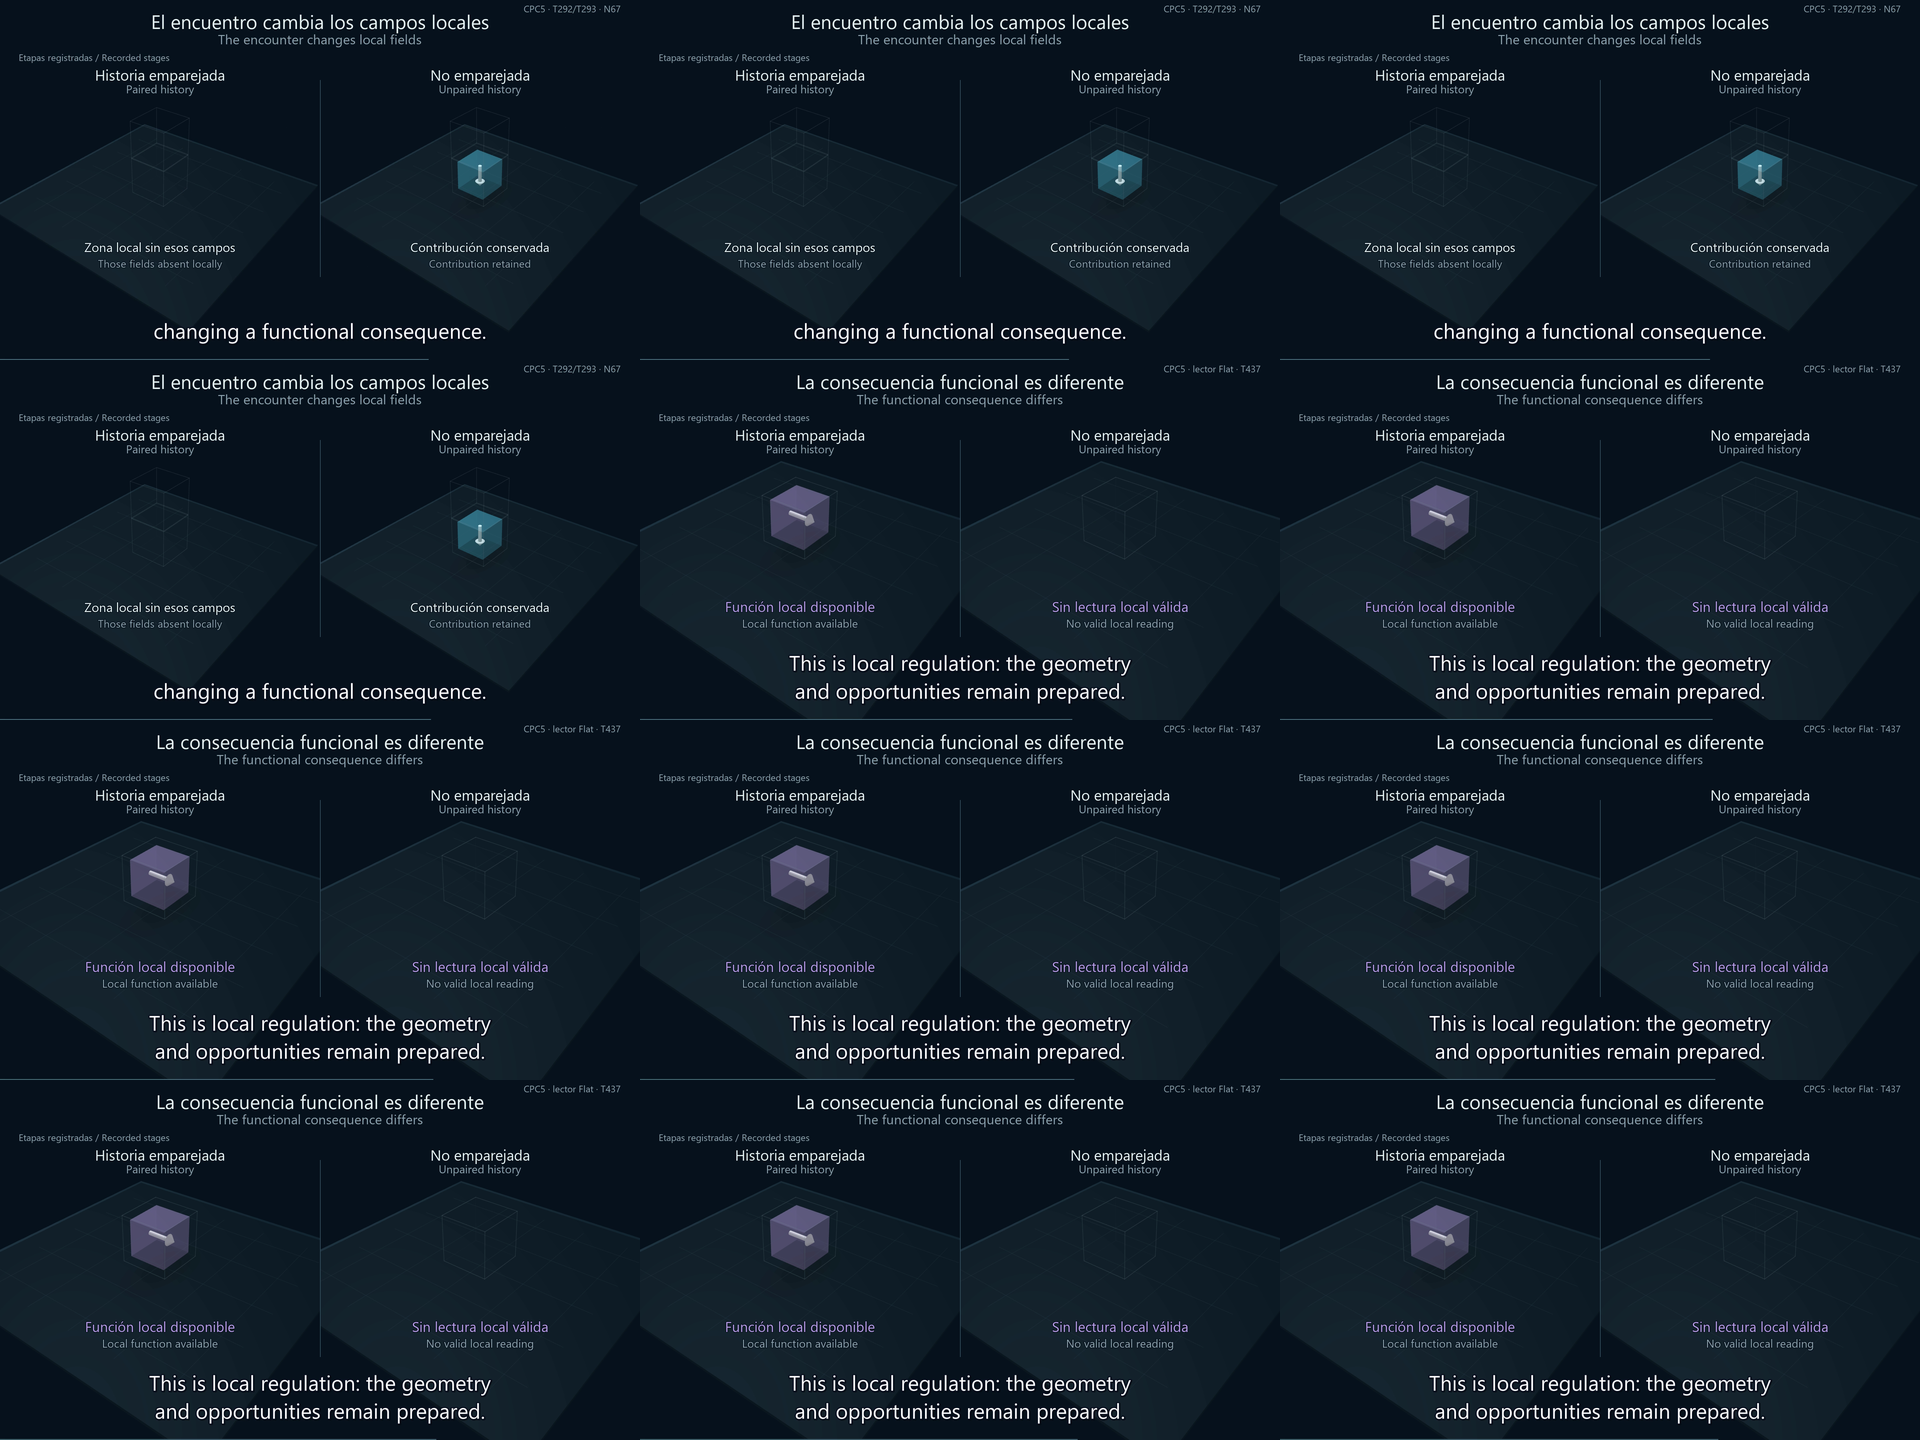 CPC5 · T292/T293 · N67
El encuentro cambia los campos locales
The encounter changes local fields
Etapas registradas / Recorded stages
Historia emparejada
Paired history
No emparejada
Unpaired history
Zona local sin esos campos
Those fields absent locally
Contribución conservada
Contribution retained
changing a functional consequence.
CPC5 · T292/T293 · N67
El encuentro cambia los campos locales
The encounter changes local fields
Etapas registradas / Recorded stages
Historia emparejada
Paired history
No emparejada
Unpaired history
Zona local sin esos campos
Those fields absent locally
Contribución conservada
Contribution retained
changing a functional consequence.
CPC5 · T292/T293 · N67
El encuentro cambia los campos locales
The encounter changes local fields
Etapas registradas / Recorded stages
Historia emparejada
Paired history
No emparejada
Unpaired history
Zona local sin esos campos
Those fields absent locally
Contribución conservada
Contribution retained
changing a functional consequence.
CPC5 · T292/T293 · N67
El encuentro cambia los campos locales
The encounter changes local fields
Etapas registradas / Recorded stages
Historia emparejada
Paired history
No emparejada
Unpaired history
Zona local sin esos campos
Those fields absent locally
Contribución conservada
Contribution retained
changing a functional consequence.
CPC5 · lector Flat · T437
La consecuencia funcional es diferente
The functional consequence differs
Etapas registradas / Recorded stages
Historia emparejada
Paired history
No emparejada
Unpaired history
Función local disponible
Local function available
Sin lectura local válida
No valid local reading
This is local regulation: the geometry
and opportunities remain prepared.
CPC5 · lector Flat · T437
La consecuencia funcional es diferente
The functional consequence differs
Etapas registradas / Recorded stages
Historia emparejada
Paired history
No emparejada
Unpaired history
Función local disponible
Local function available
Sin lectura local válida
No valid local reading
This is local regulation: the geometry
and opportunities remain prepared.
CPC5 · lector Flat · T437
La consecuencia funcional es diferente
The functional consequence differs
Etapas registradas / Recorded stages
Historia emparejada
Paired history
No emparejada
Unpaired history
Función local disponible
Local function available
Sin lectura local válida
No valid local reading
This is local regulation: the geometry
and opportunities remain prepared.
CPC5 · lector Flat · T437
La consecuencia funcional es diferente
The functional consequence differs
Etapas registradas / Recorded stages
Historia emparejada
Paired history
No emparejada
Unpaired history
Función local disponible
Local function available
Sin lectura local válida
No valid local reading
This is local regulation: the geometry
and opportunities remain prepared.
CPC5 · lector Flat · T437
La consecuencia funcional es diferente
The functional consequence differs
Etapas registradas / Recorded stages
Historia emparejada
Paired history
No emparejada
Unpaired history
Función local disponible
Local function available
Sin lectura local válida
No valid local reading
This is local regulation: the geometry
and opportunities remain prepared.
CPC5 · lector Flat · T437
La consecuencia funcional es diferente
The functional consequence differs
Etapas registradas / Recorded stages
Historia emparejada
Paired history
No emparejada
Unpaired history
Función local disponible
Local function available
Sin lectura local válida
No valid local reading
This is local regulation: the geometry
and opportunities remain prepared.
CPC5 · lector Flat · T437
La consecuencia funcional es diferente
The functional consequence differs
Etapas registradas / Recorded stages
Historia emparejada
Paired history
No emparejada
Unpaired history
Función local disponible
Local function available
Sin lectura local válida
No valid local reading
This is local regulation: the geometry
and opportunities remain prepared.
CPC5 · lector Flat · T437
La consecuencia funcional es diferente
The functional consequence differs
Etapas registradas / Recorded stages
Historia emparejada
Paired history
No emparejada
Unpaired history
Función local disponible
Local function available
Sin lectura local válida
No valid local reading
This is local regulation: the geometry
and opportunities remain prepared.